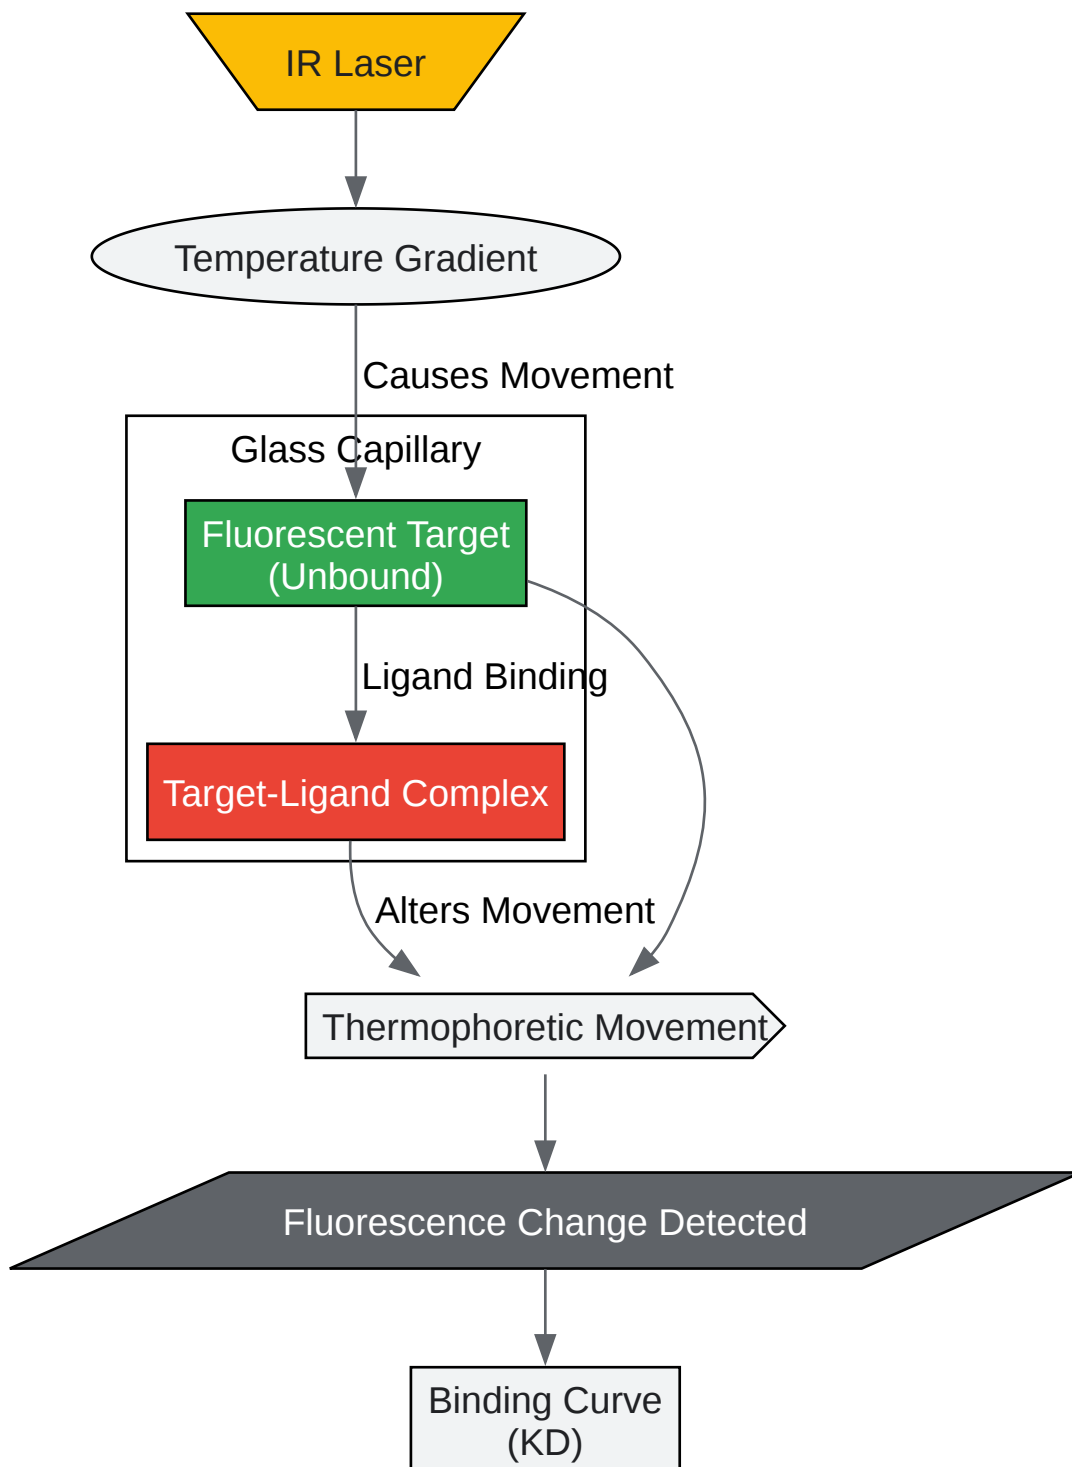 IR Laser
Temperature Gradient
Causes Movement
Glass Capillary
Fluorescent Target
(Unbound)
Ligand Binding
Target-Ligand Complex
Alters Movement
Thermophoretic Movement
Fluorescence Change Detected
Binding Curve
(KD)